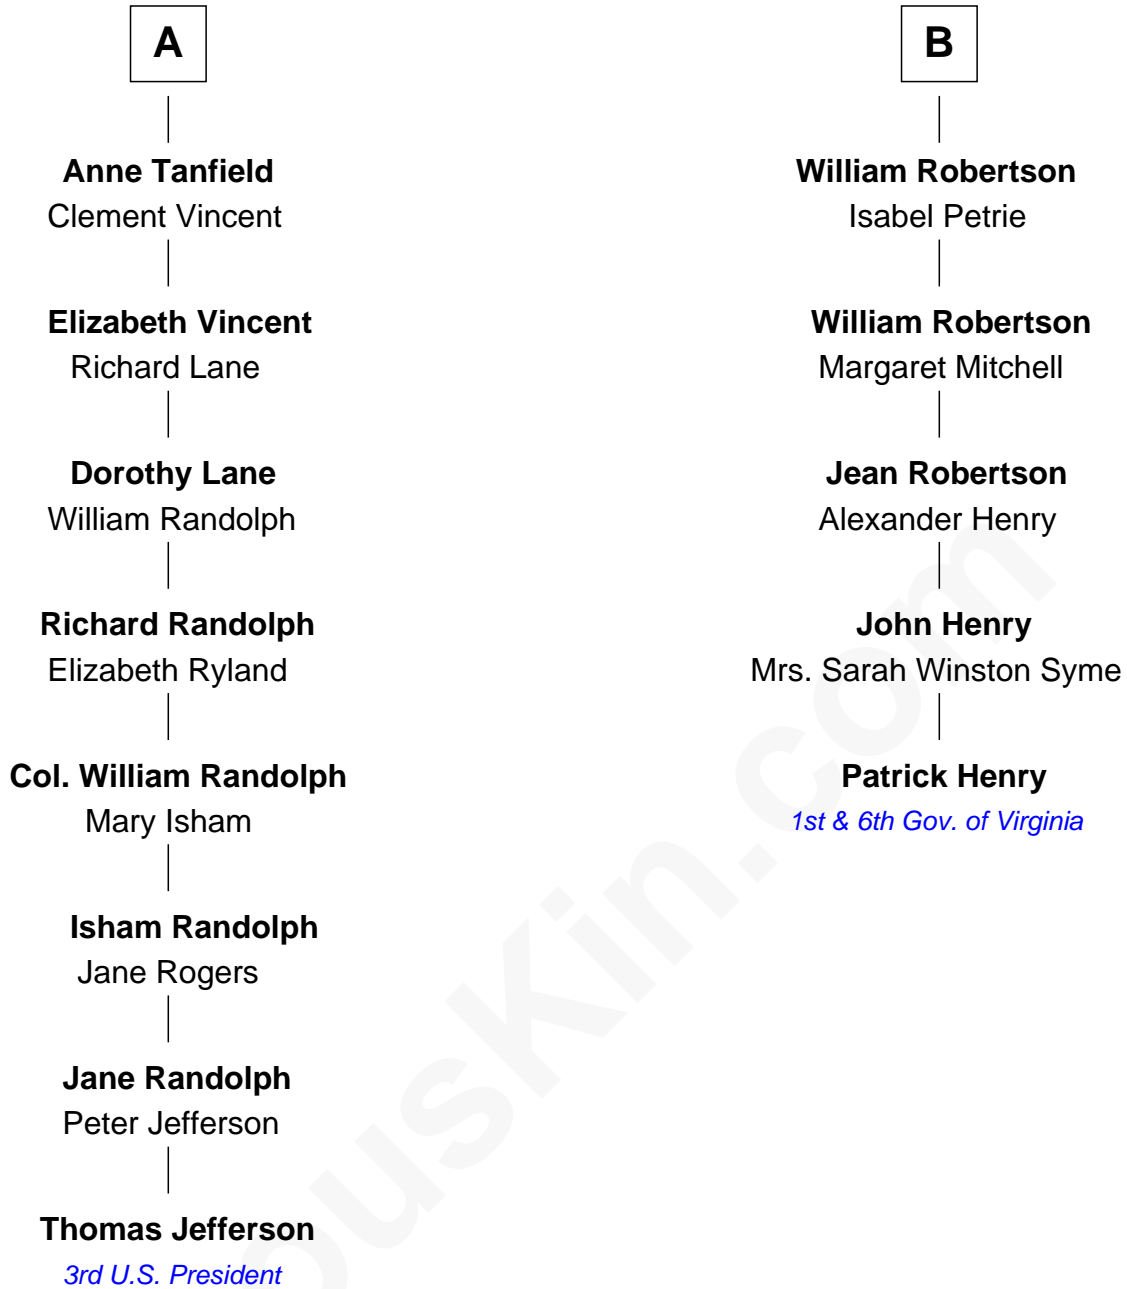 A
Anne Tanfield
Clement Vincent
Elizabeth Vincent
Richard Lane
Dorothy Lane
William Randolph
Richard Randolph
Elizabeth Ryland
Col. William Randolph
Mary Isham
Isham Randolph
Jane Rogers
Jane Randolph
Peter Jefferson
Thomas Jefferson
3rd U.S. President
B
William Robertson
Isabel Petrie
William Robertson
Margaret Mitchell
Jean Robertson
Alexander Henry
John Henry
Mrs. Sarah Winston Syme
Patrick Henry
1st & 6th Gov. of Virginia
ousKin.com